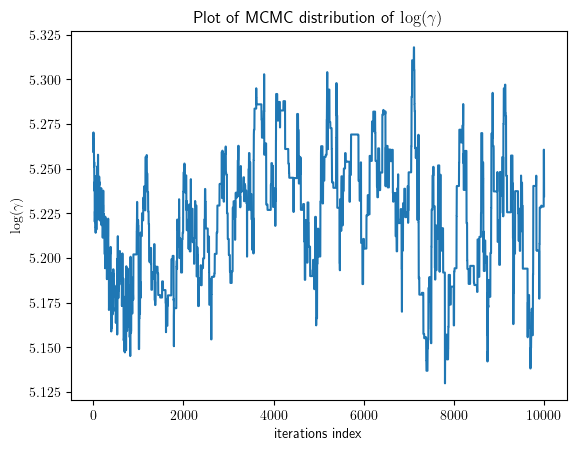 Plot of MCMC distribution of log(γ)
5.325
5.300
5.275
5.250
5.225
5.200
5.175
5.150
5.125
log(γ)
0 2000 4000 6000 8000 10000
iterations index